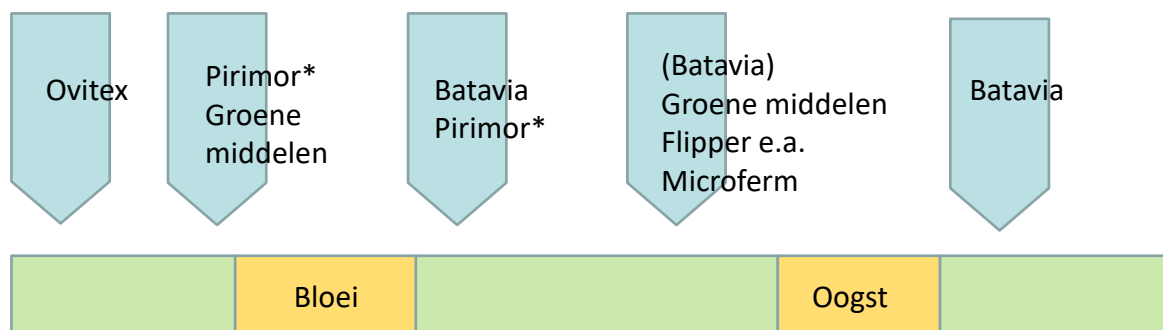 Ovitex
Pirimor*
Groene
middelen
Batavia
Pirimor*
(Batavia)
Groene middelen
Flipper e.a.
Microferm
Batavia
Bloei
Oogst